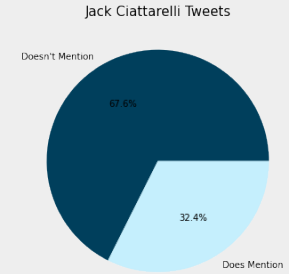 Jack Ciattarelli Tweets
Doesn't Mention
67.6%
32.4%
Does Mention